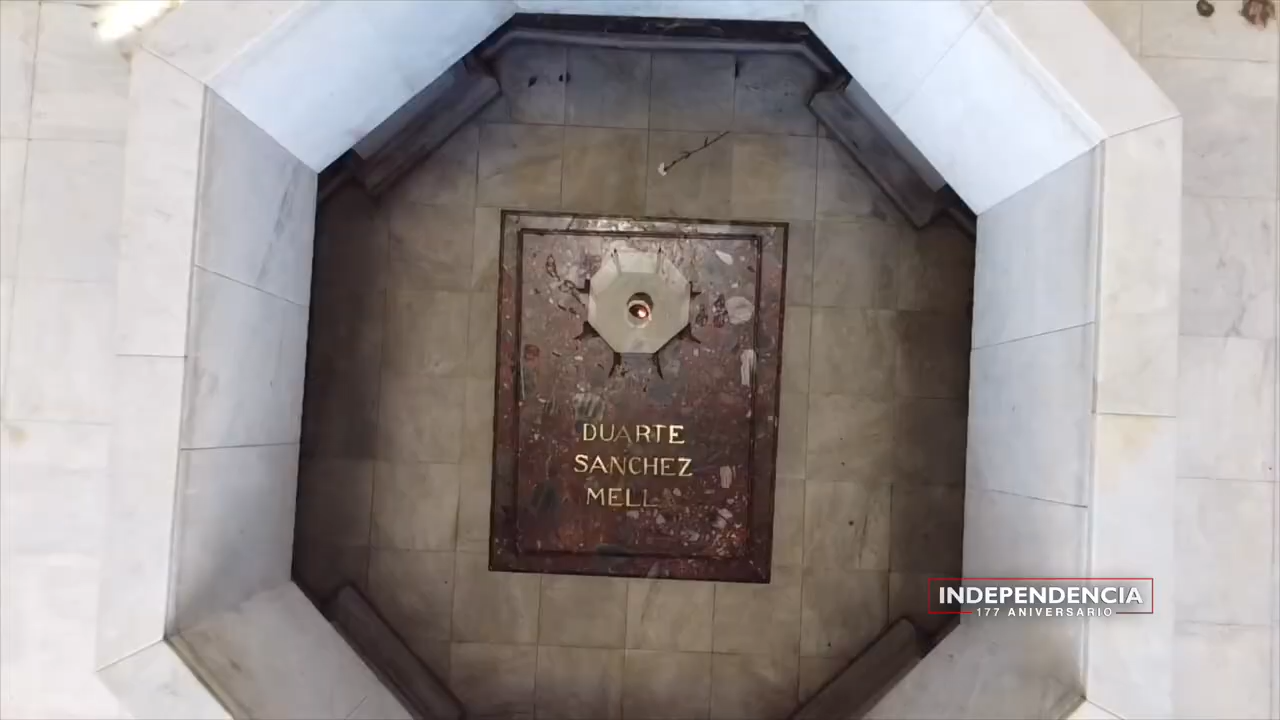 DUARTE
SANCHEZ
MELL
INDEPENDENCIA
177 ANIVERSARIO